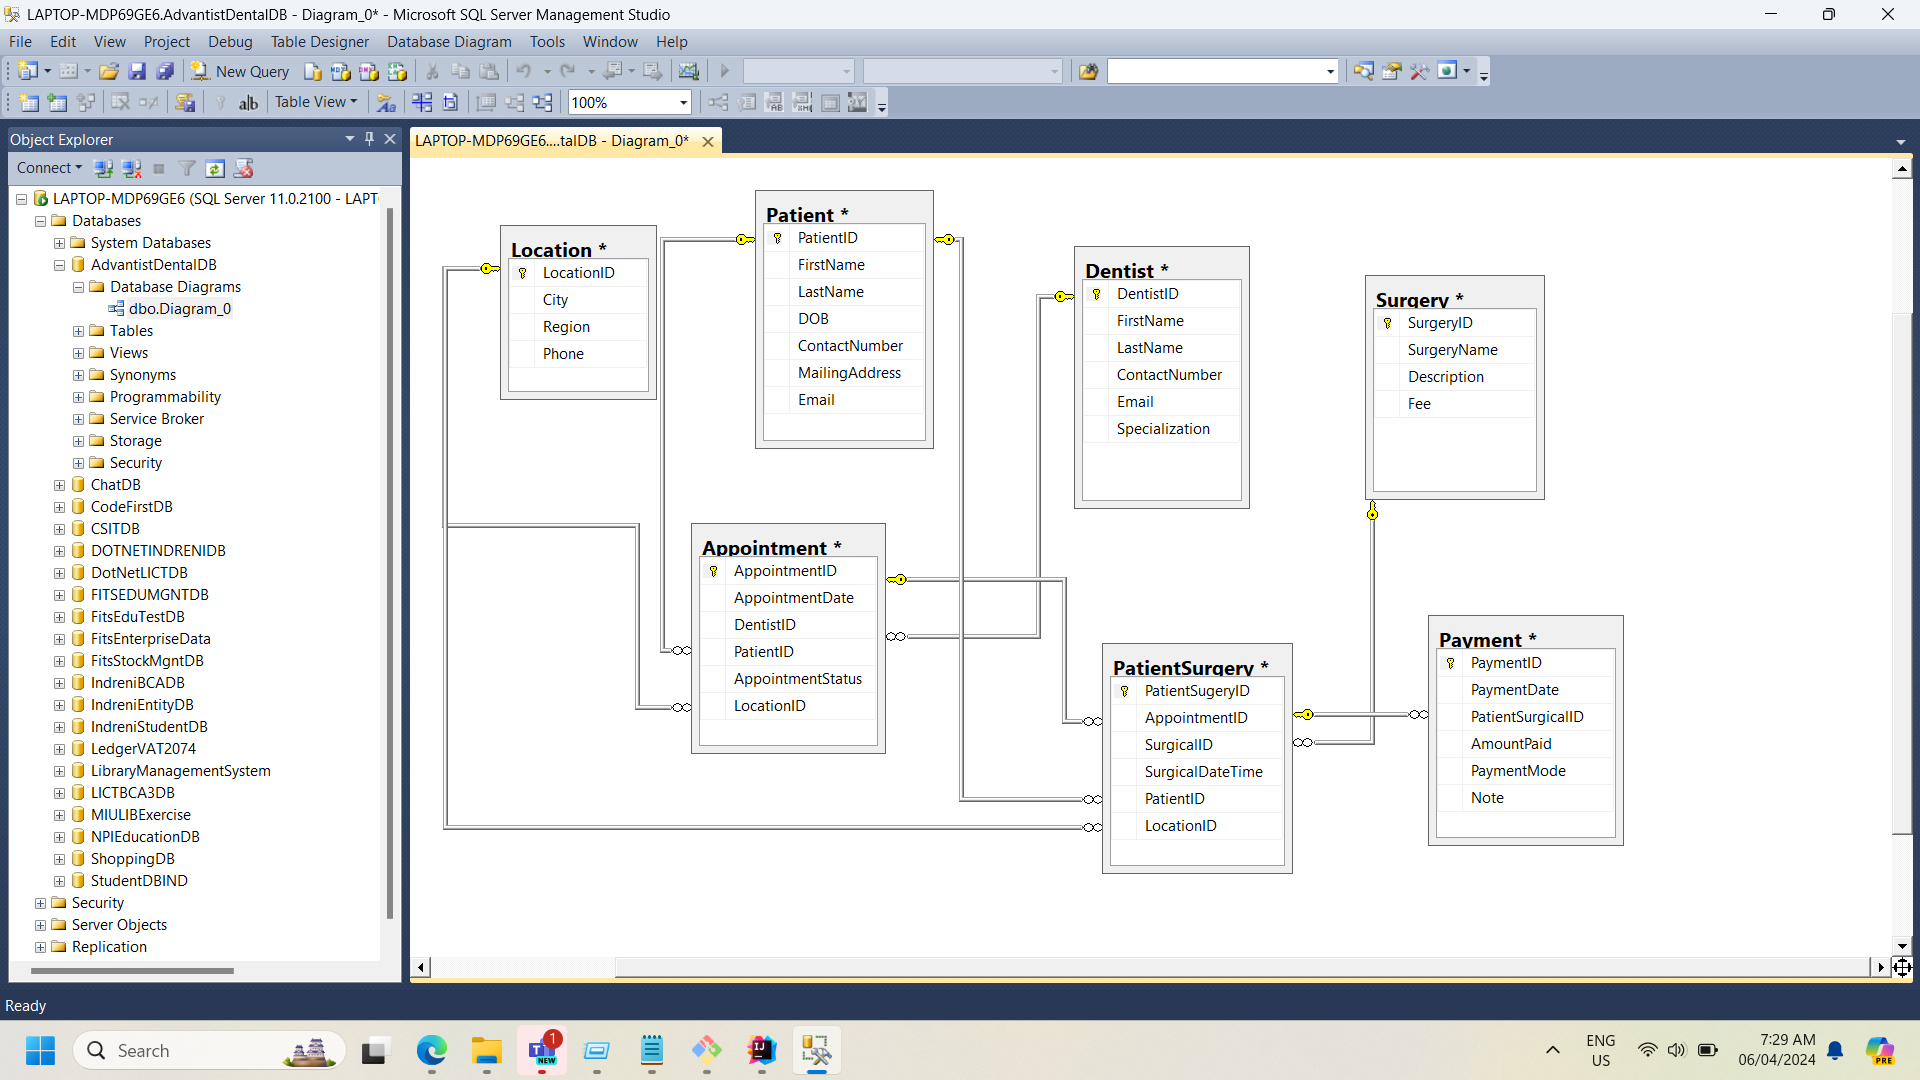 LAPTOP-MDP69GE6.AdvantistDentalDB - Diagram_0* - Microsoft SQL Server Management Studio
File Edit View Project Debug Table Designer Database Diagram Tools Window Help
New Query
Table View
100%
Object Explorer
Connect
LAPTOP-MDP69GE6 (SQL Server 11.0.2100 - LAPT
Databases
System Databases
AdvantistDentalDB
Database Diagrams
dbo.Diagram_0
Tables
Views
Synonyms
Programmability
Service Broker
Storage
Security
ChatDB
CodeFirstDB
CSITDB
DOTNETINDRENIDB
DotNetLICTDB
FITSEDUMGNTDB
FitsEduTestDB
FitsEnterpriseData
FitsStockMgntDB
IndreniBCADB
IndreniEntityDB
IndreniStudentDB
LedgerVAT2074
LibraryManagementSystem
LICTBCA3DB
MIULIBExercise
NPIEducationDB
ShoppingDB
StudentDBIND
Security
Server Objects
Replication
LAPTOP-MDP69GE6....talDB - Diagram_0*
Location *
LocationID
City
Region
Phone
Patient *
PatientID
FirstName
LastName
DOB
ContactNumber
MailingAddress
Email
Dentist *
DentistID
FirstName
LastName
ContactNumber
Email
Specialization
Surgery *
SurgeryID
SurgeryName
Description
Fee
Appointment *
AppointmentID
AppointmentDate
DentistID
PatientID
AppointmentStatus
LocationID
PatientSurgery *
PatientSugeryID
AppointmentID
SurgicalID
SurgicalDateTime
PatientID
LocationID
Payment *
PaymentID
PaymentDate
PatientSurgicalID
AmountPaid
PaymentMode
Note
Ready
Search
1
NEW
ENG
US
7:29 AM
06/04/2024
PRE